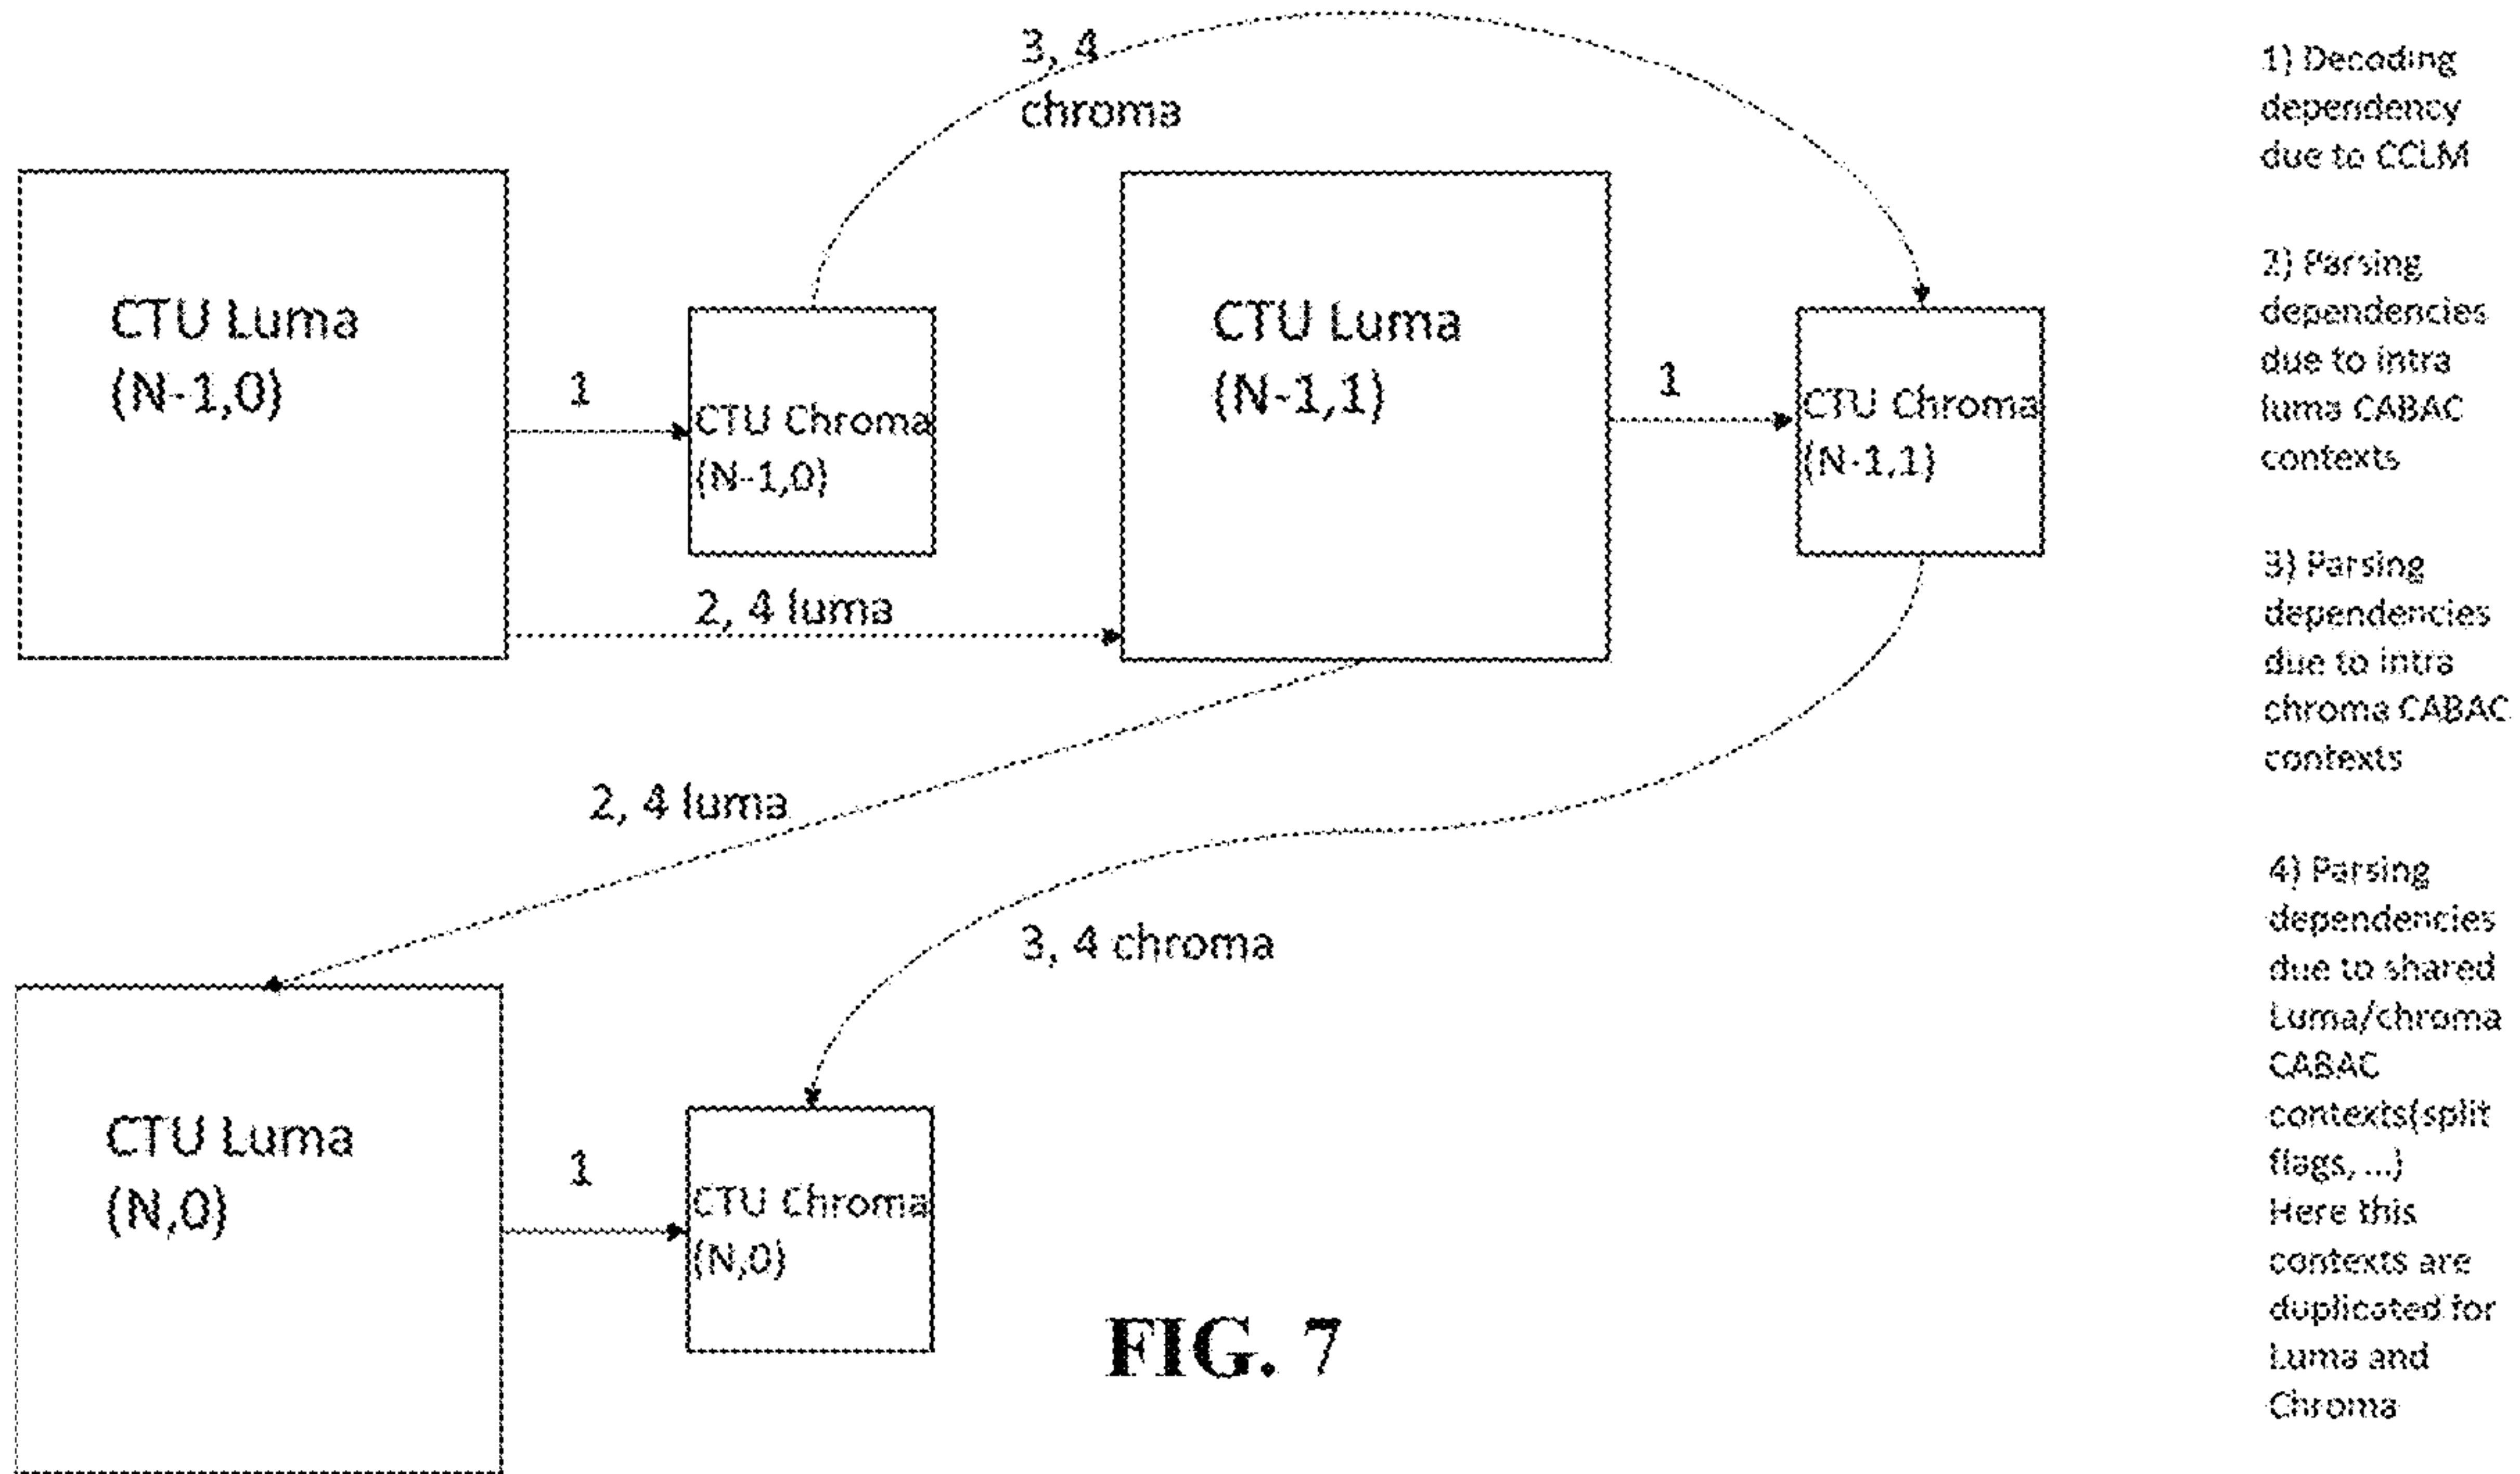 3, 4
chroma
CTU Luma
(N-1,0)
1
CTU Chroma
(N-1,0)
2, 4 luma
CTU Luma
(N-1,1)
1
CTU Chroma
(N-1,1)
2, 4 luma
3, 4 chroma
CTU Luma
(N,0)
1
CTU Chroma
(N,0)
FIG. 7
1) Decoding
dependency
due to CCLM
2) Parsing
dependencies
due to intra
luma CABAC
contexts
3) Parsing
dependencies
due to intra
chroma CABAC
contexts
4) Parsing
dependencies
due to shared
Luma/chroma
CABAC
contexts(split
flags, ...)
Here this
contexts are
duplicated for
Luma and
Chroma